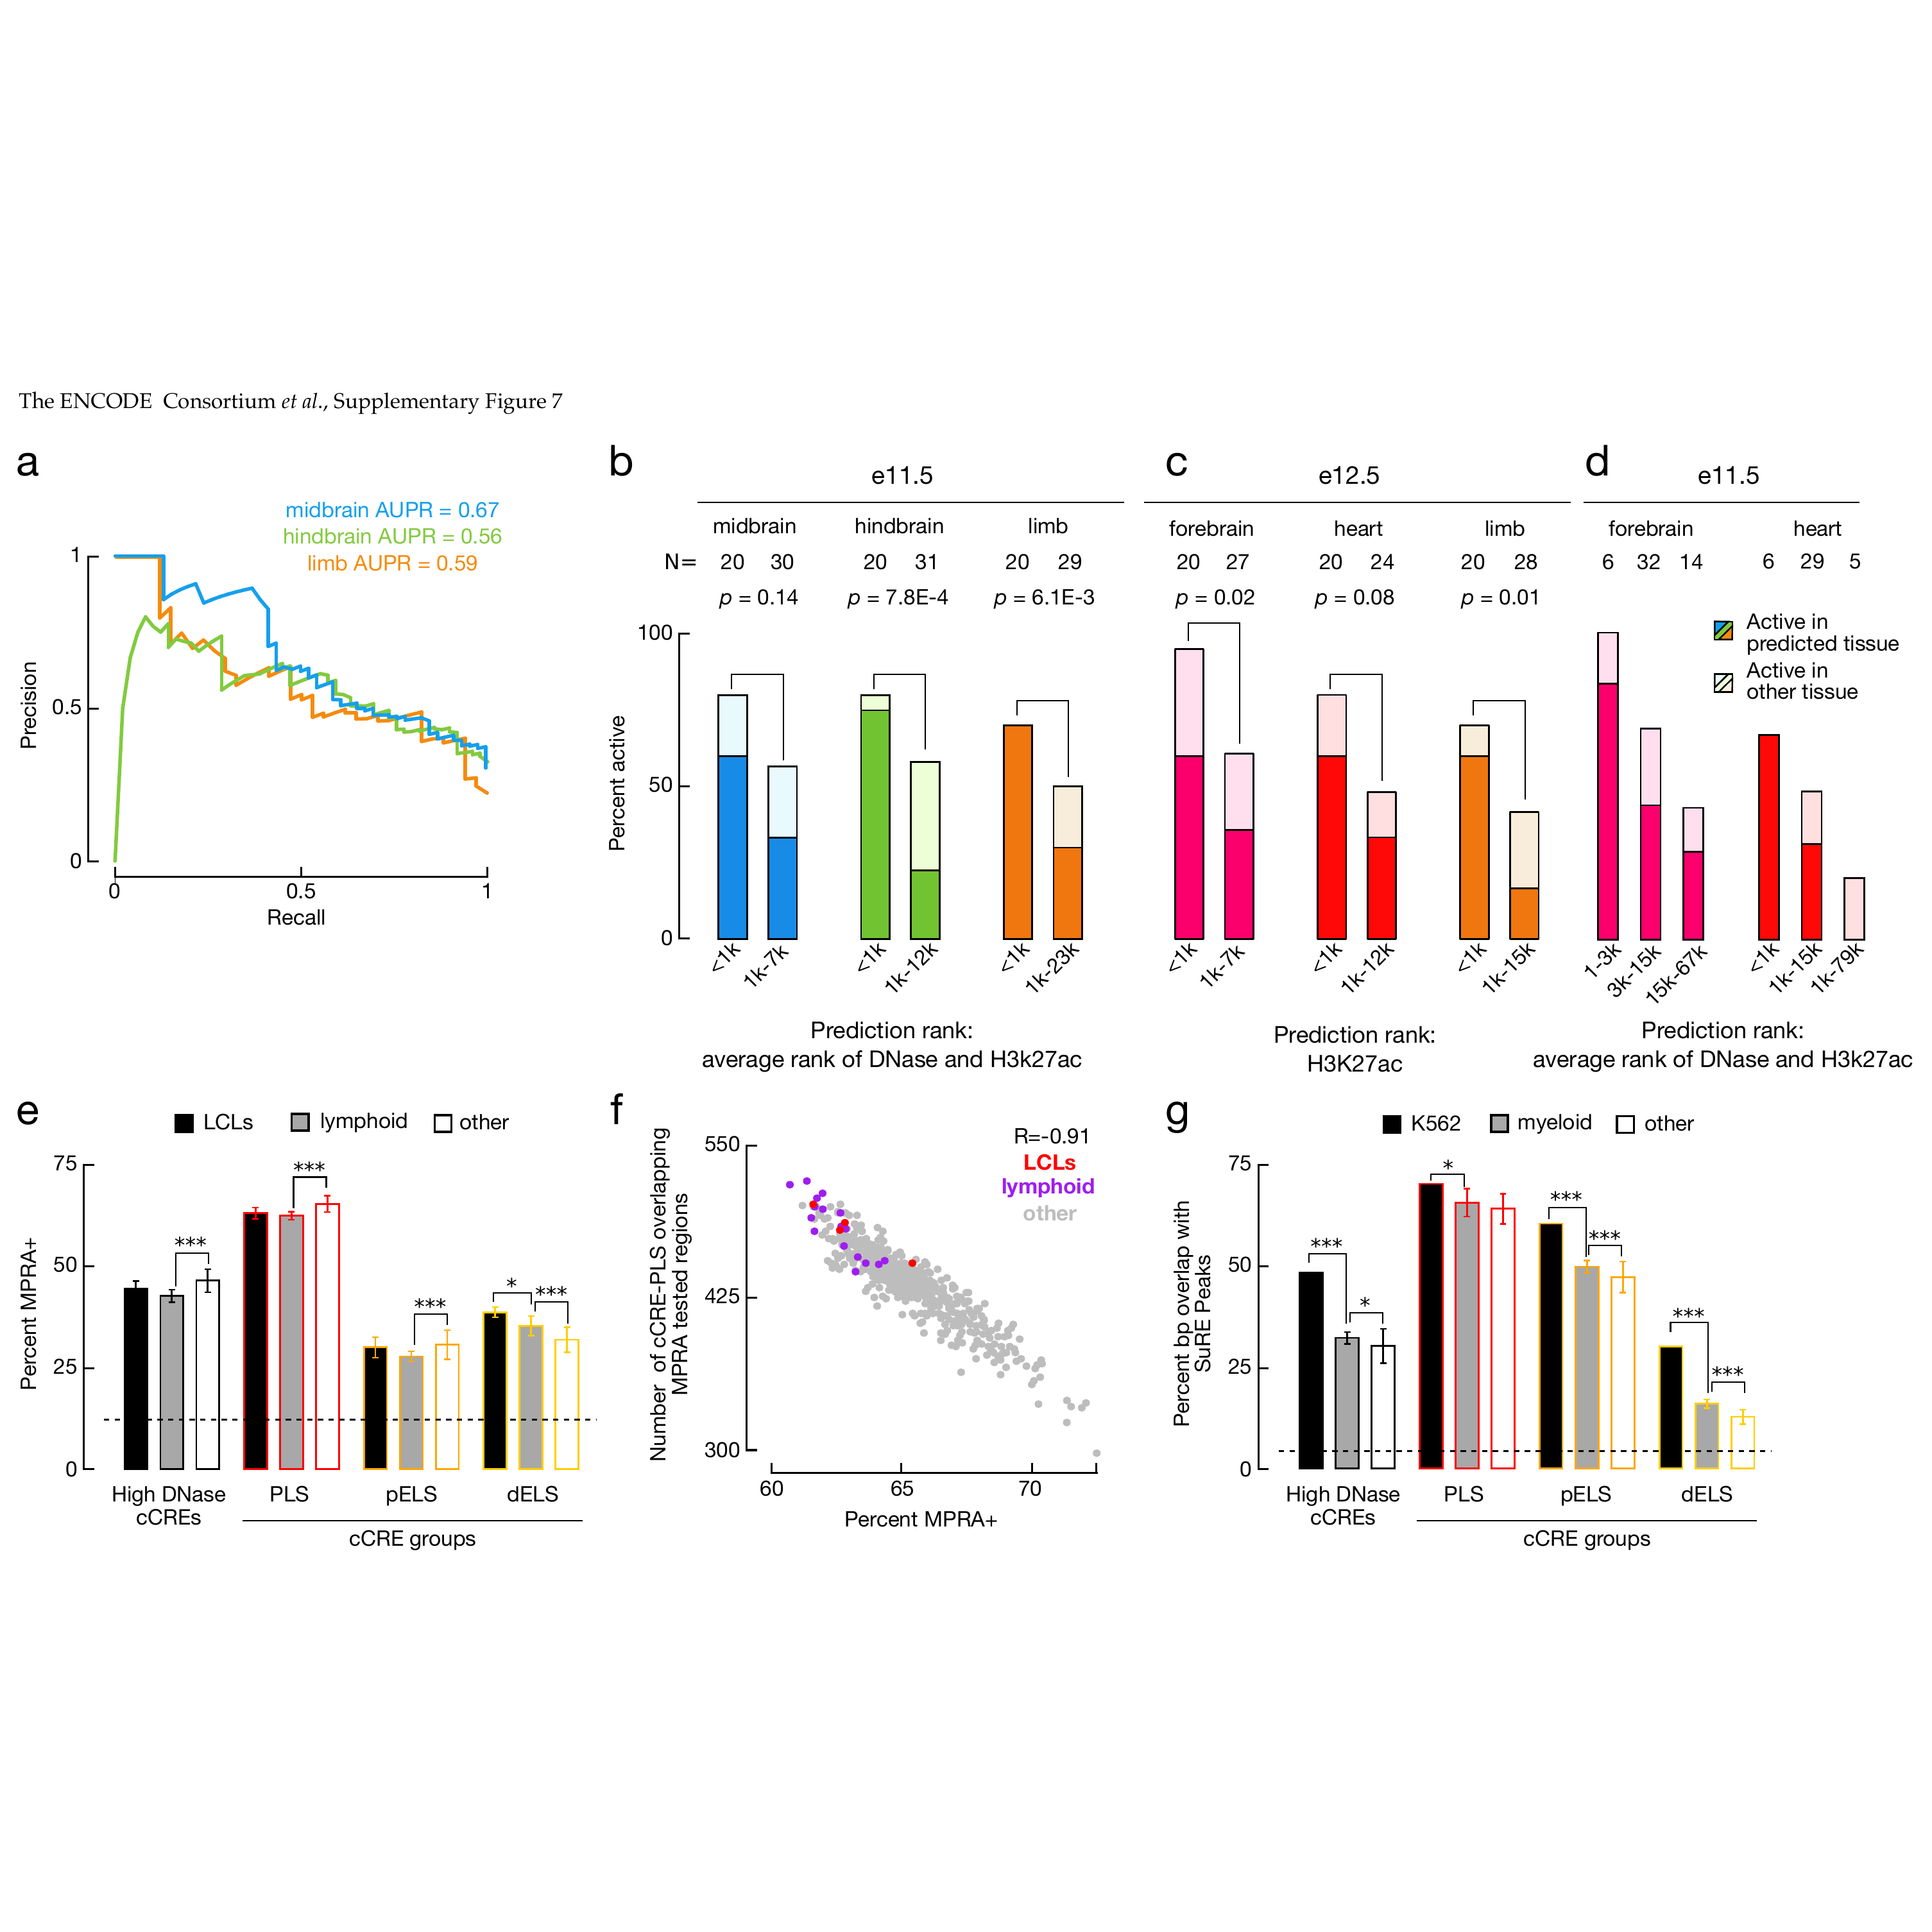 The ENCODE Consortium et al., Supplementary Figure 7
a
midbrain AUPR = 0.67
hindbrain AUPR = 0.56
limb AUPR = 0.59
Precision
1
0.5
0
0
0.5
1
Recall
b
e11.5
midbrain
hindbrain
limb
N=
20 30
20 31
20 29
p = 0.14
p = 7.8E-4
p = 6.1E-3
Percent active
100
50
0
<1k
1k-7k
<1k
1k-12k
<1k
1k-23k
Prediction rank:
average rank of DNase and H3k27ac
c
e12.5
forebrain
heart
limb
20 27
20 24
20 28
p = 0.02
p = 0.08
p = 0.01
<1k
1k-7k
<1k
1k-12k
<1k
1k-15k
Prediction rank:
H3K27ac
d
e11.5
forebrain
heart
6 32 14
6 29 5
Active in
predicted tissue
Active in
other tissue
1-3k
3k-15k
15k-67k
<1k
1k-15k
1k-79k
Prediction rank:
average rank of DNase and H3k27ac
e
LCLs
lymphoid
other
Percent MPRA+
75
50
25
0
***
***
***
*
***
High DNase
cCREs
PLS
pELS
dELS
cCRE groups
f
Number of cCRE-PLS overlapping
MPRA tested regions
550
425
300
R=-0.91
LCLs
lymphoid
other
60
65
70
Percent MPRA+
g
K562
myeloid
other
Percent bp overlap with
SuRE Peaks
75
50
25
0
***
*
*
***
***
***
***
High DNase
cCREs
PLS
pELS
dELS
cCRE groups